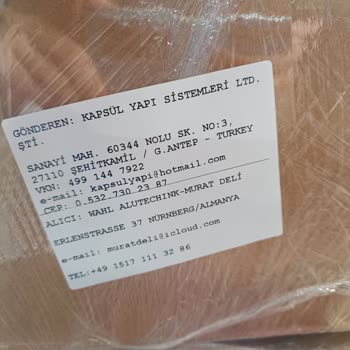 GÖNDEREN: KAPSÜL YAPI SİSTEMLERİ LTD.
ŞTİ.
SANAYİ MAH. 60344 NOLU SK. NO:3,
27110 ŞEHİTKAMİL / G.ANTEP - TURKEY
VKN: 499 144 7922
e-mail: kapsulyapi@hotmail.com
CEP: 0 532 730 23 87
ALICI: WAHL ALUTECHINK-MURAT DELİ
ERLENSTRASSE 37 NÜRNBERG/ALMANYA
e-mail: muratdeli@icloud.com
TEL:+49 1517 111 32 86